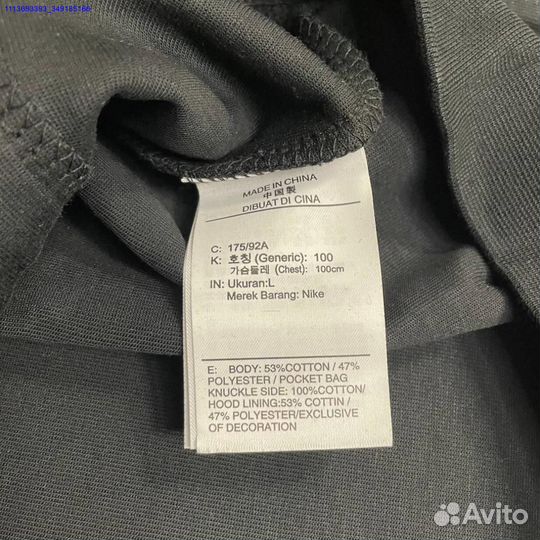 1113693393_349185166
MADE IN CHINA
中国製
DIBUAT DI CINA
C: 175/92A
K: 호칭 (Generic): 100
가슴둘레 (Chest): 100cm
IN: Ukuran:L
Merek Barang: Nike
E: BODY: 53%COTTON / 47%
POLYESTER / POCKET BAG
KNUCKLE SIDE: 100%COTTON/
HOOD LINING:53% COTTIN /
47% POLYESTER/EXCLUSIVE
OF DECORATION
Avito